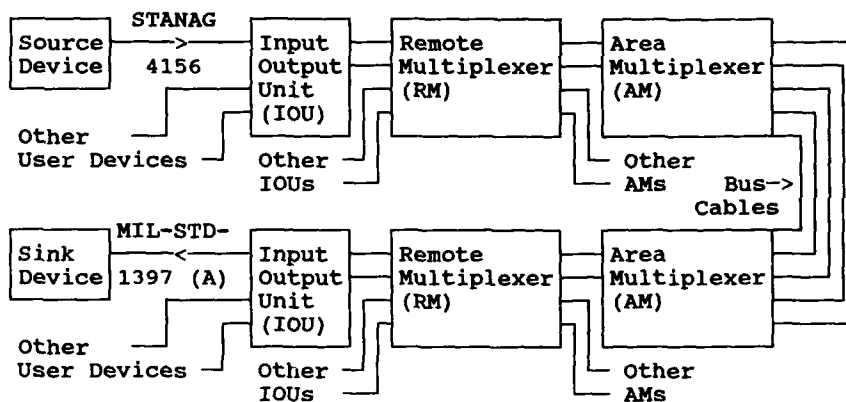 STANAG
Source Device
>
4156
Input Output Unit (IOU)
Remote Multiplexer (RM)
Area Multiplexer (AM)
Other User Devices
Other IOUs
Other AMs
Bus->
Cables
MIL-STD-
Sink Device
<
1397 (A)
Input Output Unit (IOU)
Remote Multiplexer (RM)
Area Multiplexer (AM)
Other User Devices
Other IOUs
Other AMs